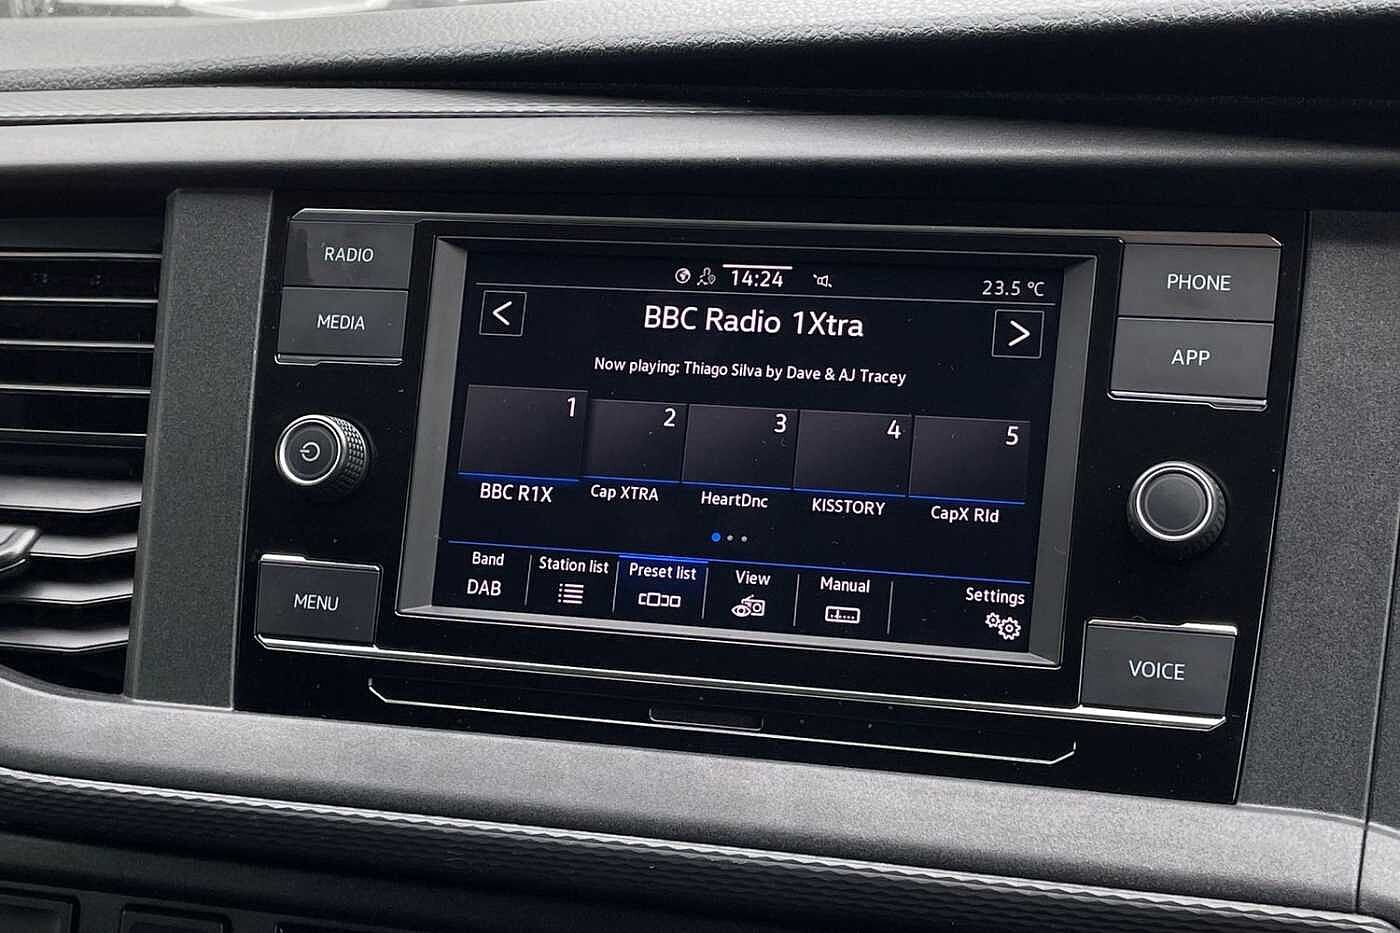 RADIO
MEDIA
MENU
14:24
23.5 °C
<
BBC Radio 1Xtra
>
Now playing: Thiago Silva by Dave & AJ Tracey
1
2
3
4
5
BBC R1X
Cap XTRA
HeartDnc
KISSTORY
CapX Rld
Band
DAB
Station list
Preset list
View
Manual
Settings
PHONE
APP
VOICE